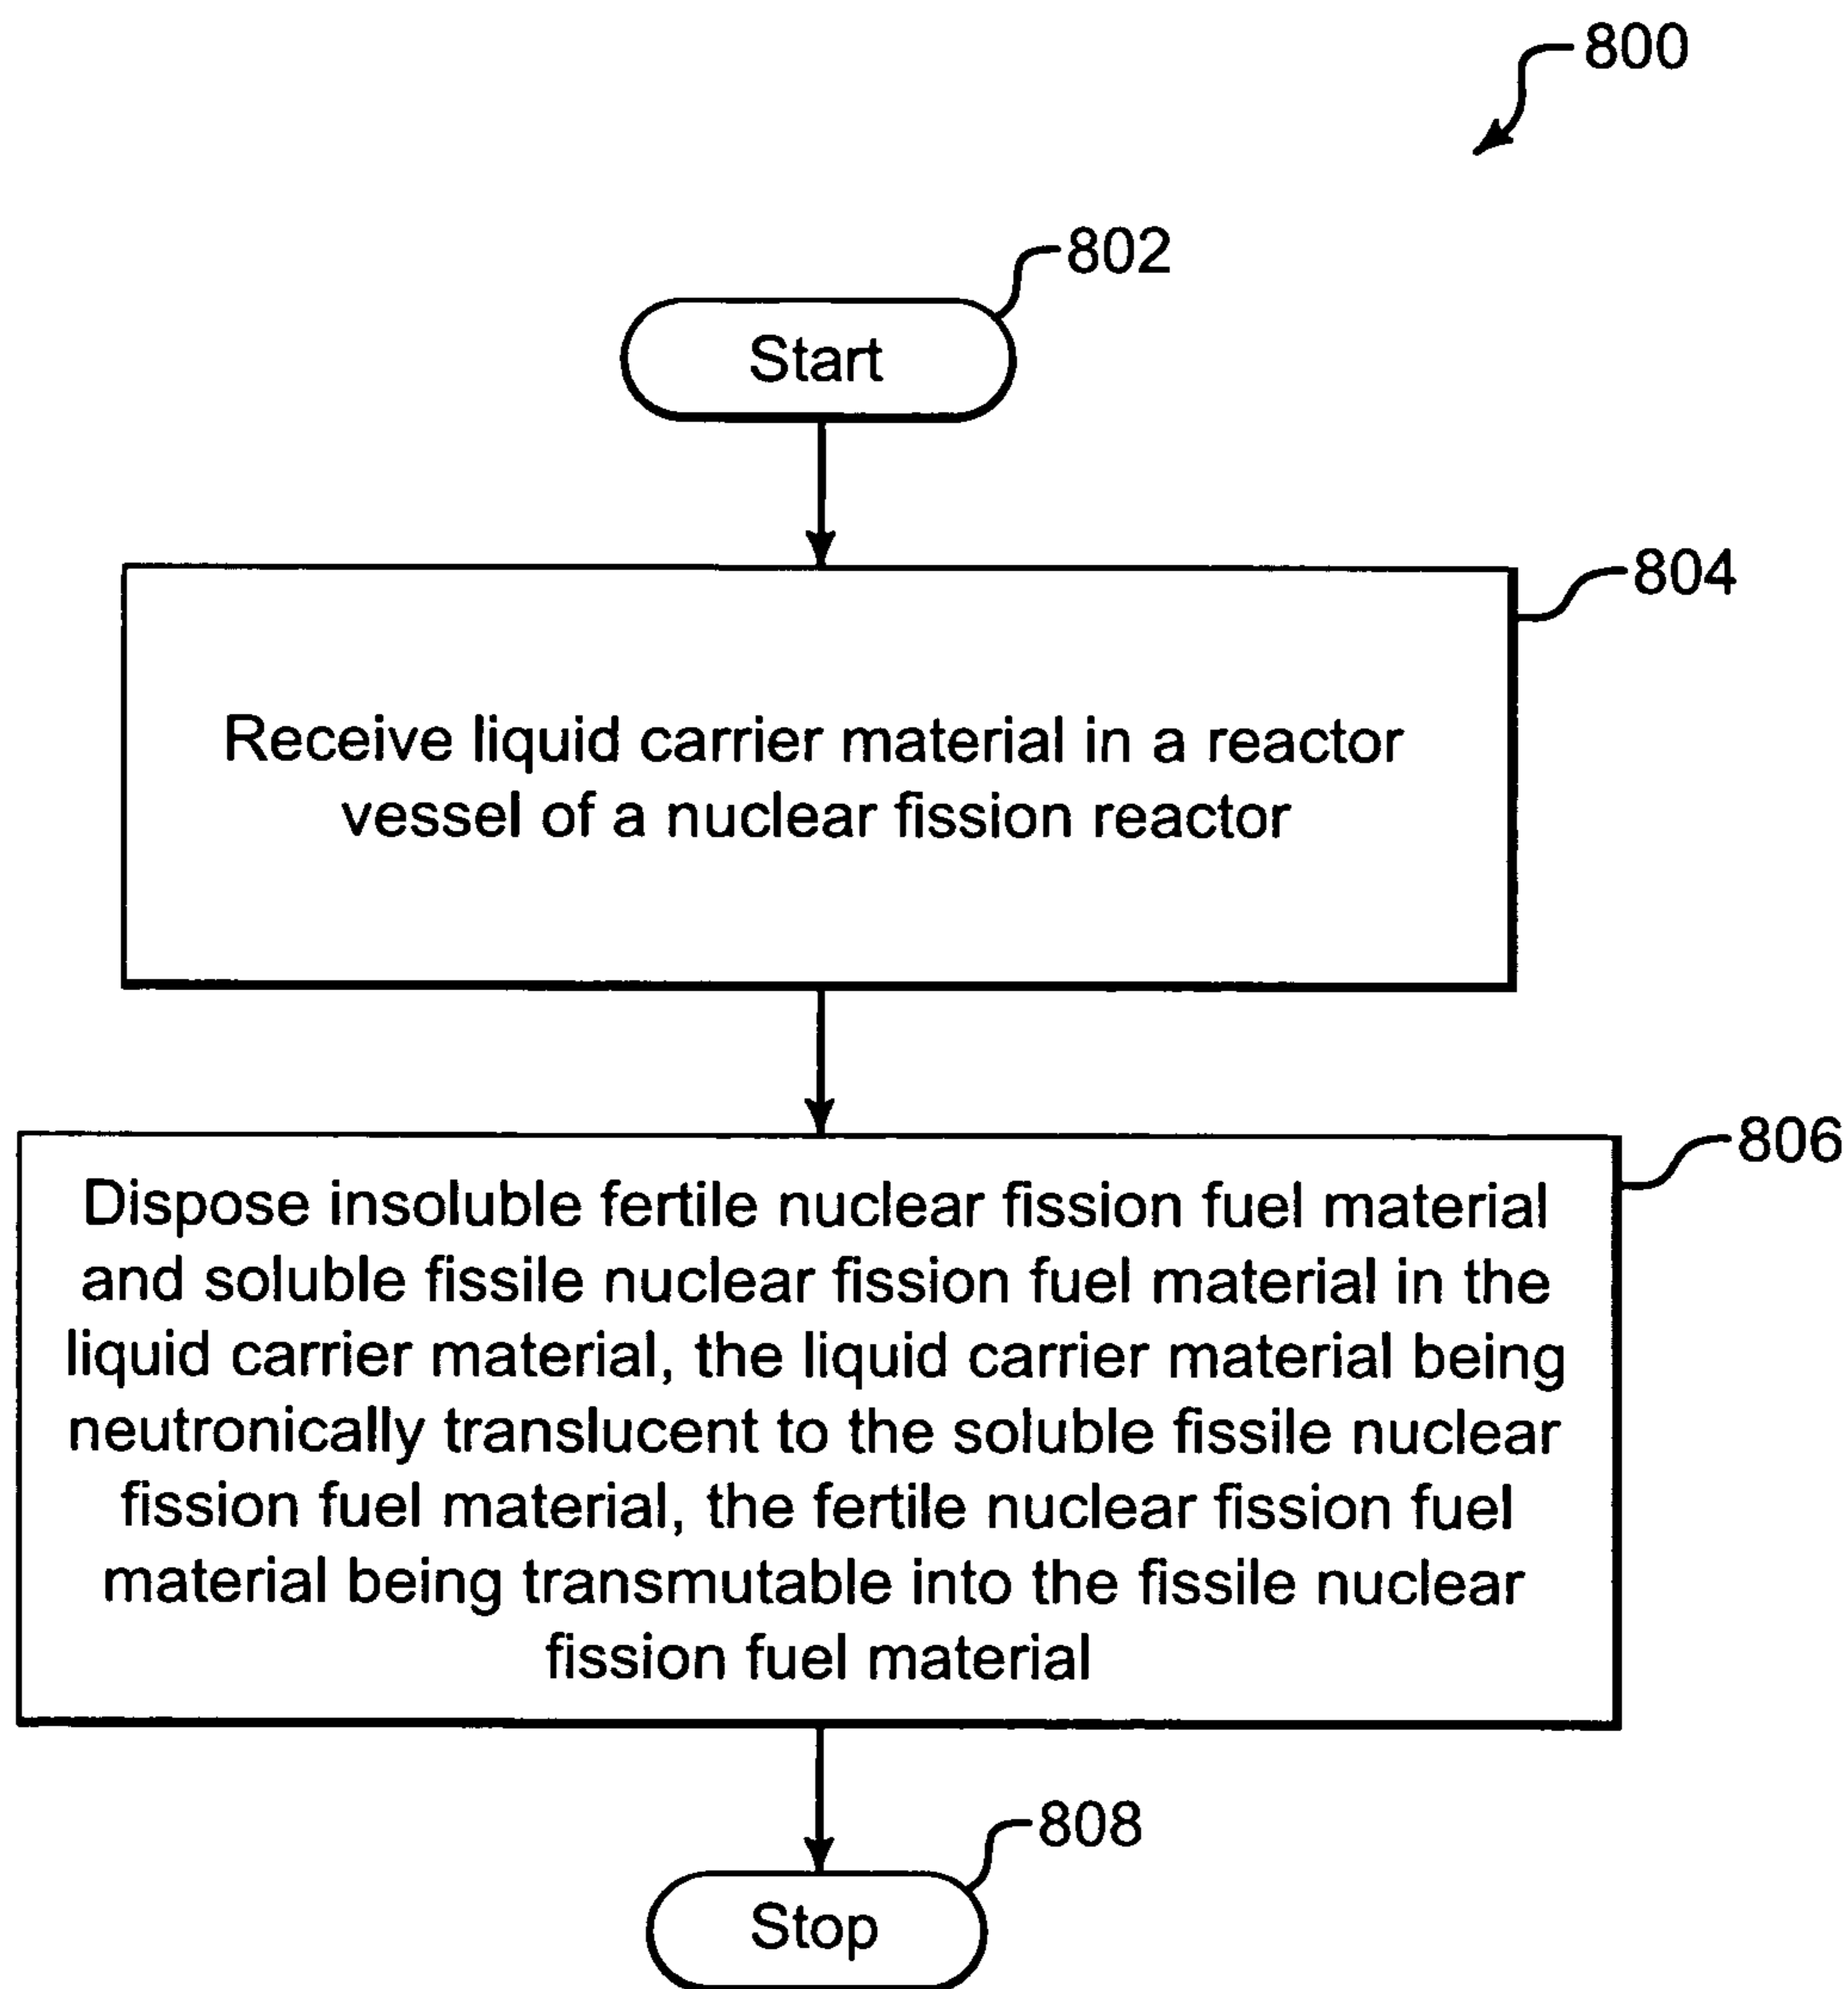 800
802
Start
804
Receive liquid carrier material in a reactor
vessel of a nuclear fission reactor
806
Dispose insoluble fertile nuclear fission fuel material
and soluble fissile nuclear fission fuel material in the
liquid carrier material, the liquid carrier material being
neutronically translucent to the soluble fissile nuclear
fission fuel material, the fertile nuclear fission fuel
material being transmutable into the fissile nuclear
fission fuel material
808
Stop